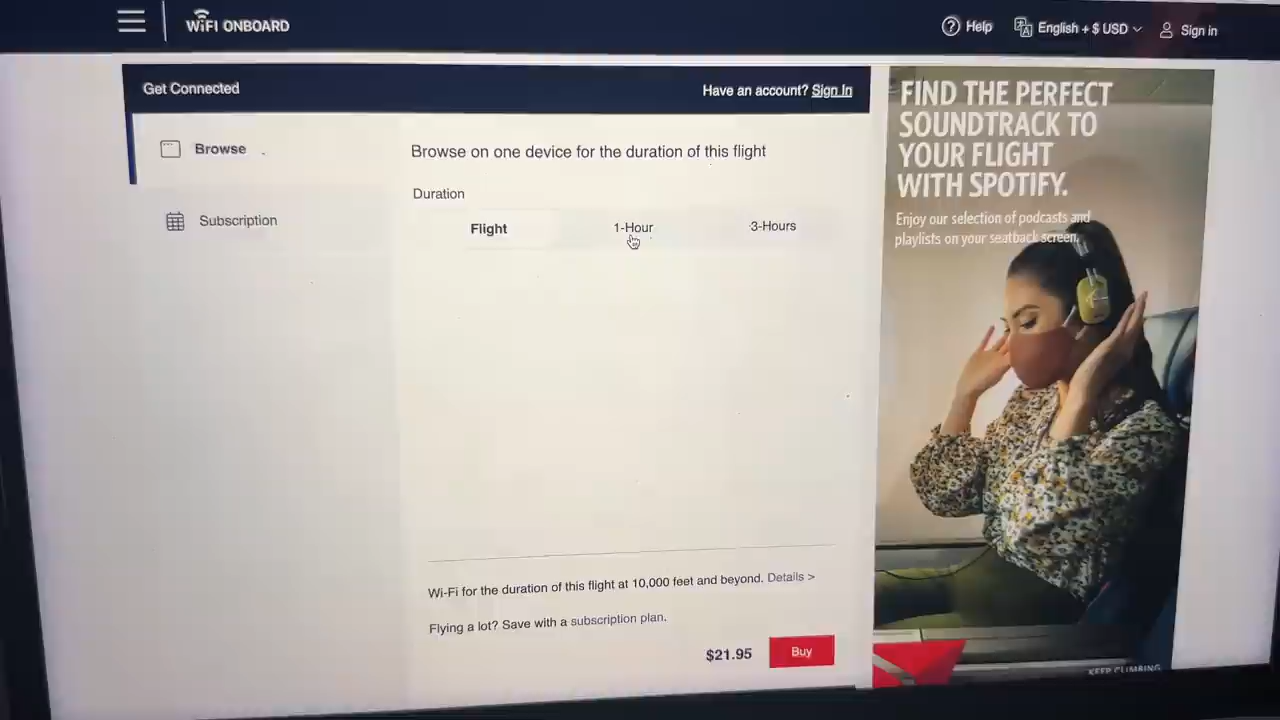 WiFi ONBOARD
Help
English + $ USD
Sign in
Get Connected
Have an account? Sign In
Browse
Subscription
Browse on one device for the duration of this flight
Duration
Flight
1-Hour
3-Hours
Wi-Fi for the duration of this flight at 10,000 feet and beyond. Details >
Flying a lot? Save with a subscription plan.
$21.95
Buy
FIND THE PERFECT
SOUNDTRACK TO
YOUR FLIGHT
WITH SPOTIFY.
Enjoy our selection of podcasts and
playlists on your seatback screen.
KEEP CLIMBING